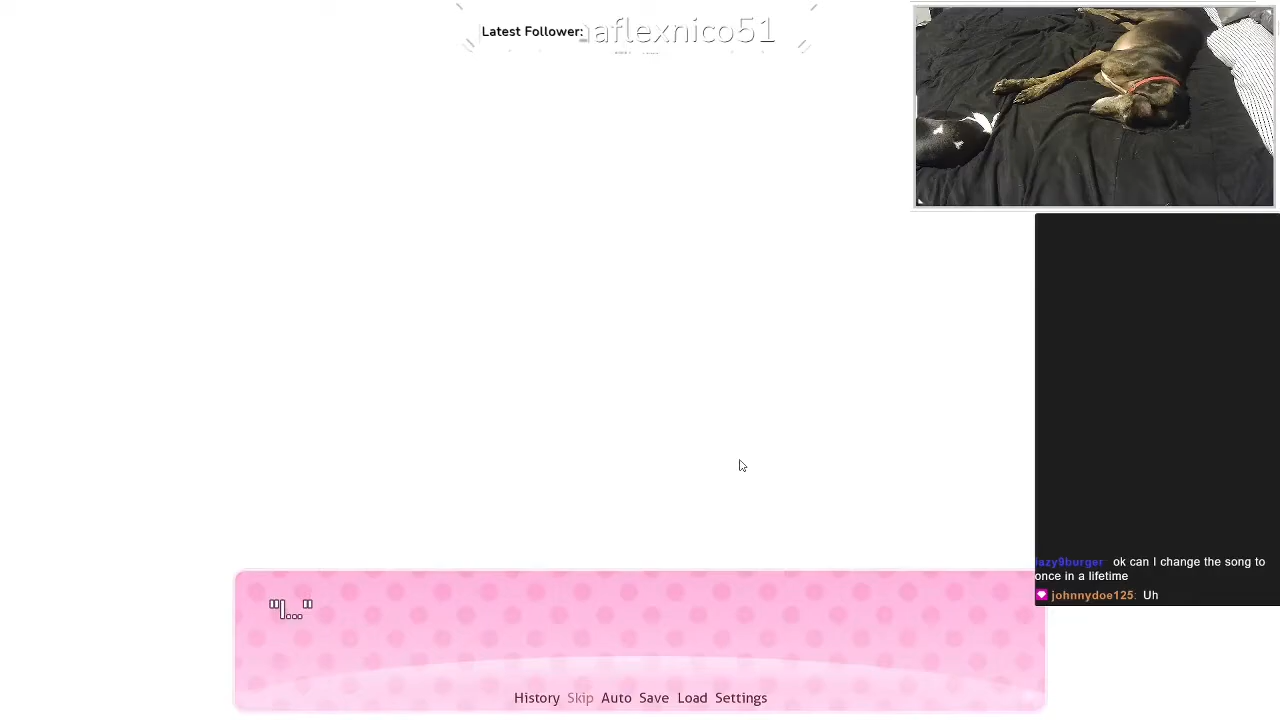 Latest Follower: aflexnico51
lazy9burger ok can I change the song to
once in a lifetime
johnnydoe125: Uh
"I..."
History Skip Auto Save Load Settings